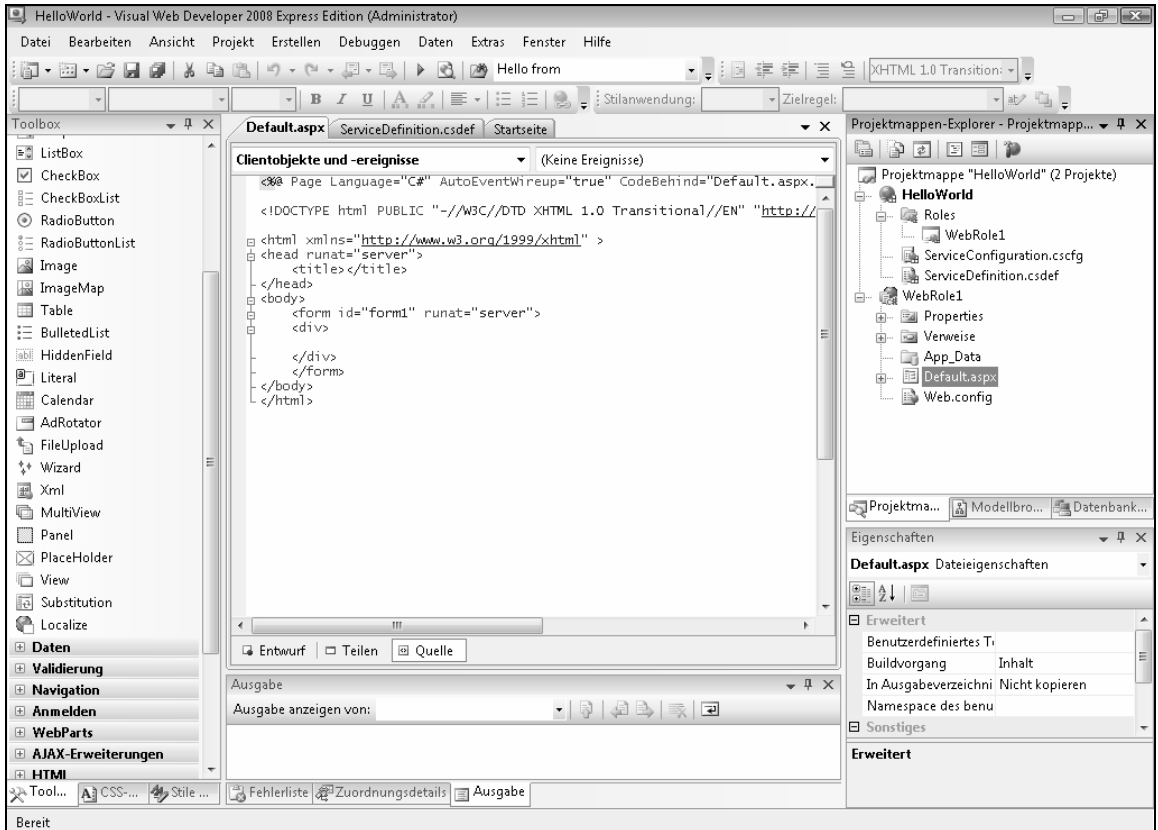 HelloWorld - Visual Web Developer 2008 Express Edition (Administrator)
Datei Bearbeiten Ansicht Projekt Erstellen Debuggen Daten Extras Fenster Hilfe
Hello from
XHTML 1.0 Transition:
B I U A
Stilanwendung:
Zielregel:
Toolbox
ListBox
CheckBox
CheckBoxList
RadioButton
RadioButtonList
Image
ImageMap
Table
BulletedList
HiddenField
Literal
Calendar
AdRotator
FileUpload
Wizard
Xml
MultiView
Panel
PlaceHolder
View
Substitution
Localize
Daten
Validierung
Navigation
Anmelden
WebParts
AJAX-Erweiterungen
HTML
Tool... CSS-... Stile ...
Default.aspx ServiceDefinition.csdef Startseite
Clientobjekte und -ereignisse (Keine Ereignisse)
<%@ Page Language="C#" AutoEventWireup="true" CodeBehind="Default.aspx.
<!DOCTYPE html PUBLIC "-//W3C//DTD XHTML 1.0 Transitional//EN" "http://
<html xmlns="http://www.w3.org/1999/xhtml" >
<head runat="server">
<title></title>
</head>
<body>
<form id="form1" runat="server">
<div>
</div>
</form>
</body>
</html>
Entwurf Teilen Quelle
Ausgabe
Ausgabe anzeigen von:
Fehlerliste Zuordnungsdetails Ausgabe
Projektmappen-Explorer - Projektmapp...
Projektmappe "HelloWorld" (2 Projekte)
HelloWorld
Roles
WebRole1
ServiceConfiguration.cscfg
ServiceDefinition.csdef
WebRole1
Properties
Verweise
App_Data
Default.aspx
Web.config
Projektma... Modellbro... Datenbank...
Eigenschaften
Default.aspx Dateieigenschaften
Erweitert
Benutzerdefiniertes T
Buildvorgang Inhalt
In Ausgabeverzeichni Nicht kopieren
Namespace des benu
Sonstiges
Erweitert
Bereit